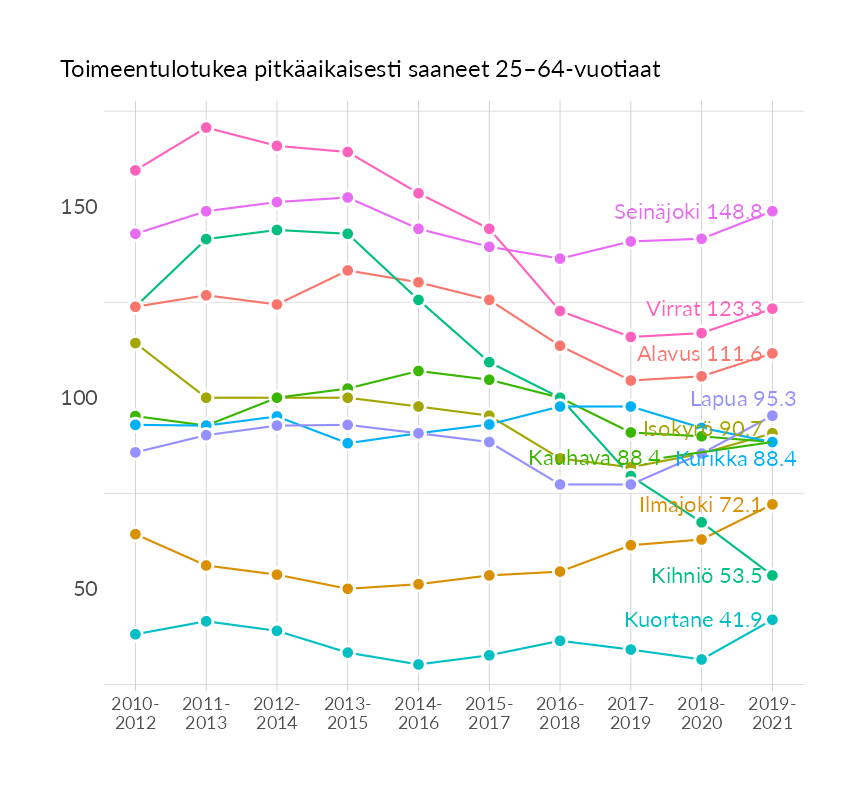 Toimeentulotukea pitkäaikaisesti saaneet 25–64-vuotiaat
150
100
50
Seinäjoki 148.8
Virrat 123.3
Alavus 111.6
Lapua 95.3
Isokyrö 90.7
Kauhava 88.4
Kurikka 88.4
Ilmajoki 72.1
Kihniö 53.5
Kuortane 41.9
2010- 2011- 2012- 2013- 2014- 2015- 2016- 2017- 2018- 2019-
2012 2013 2014 2015 2016 2017 2018 2019 2020 2021